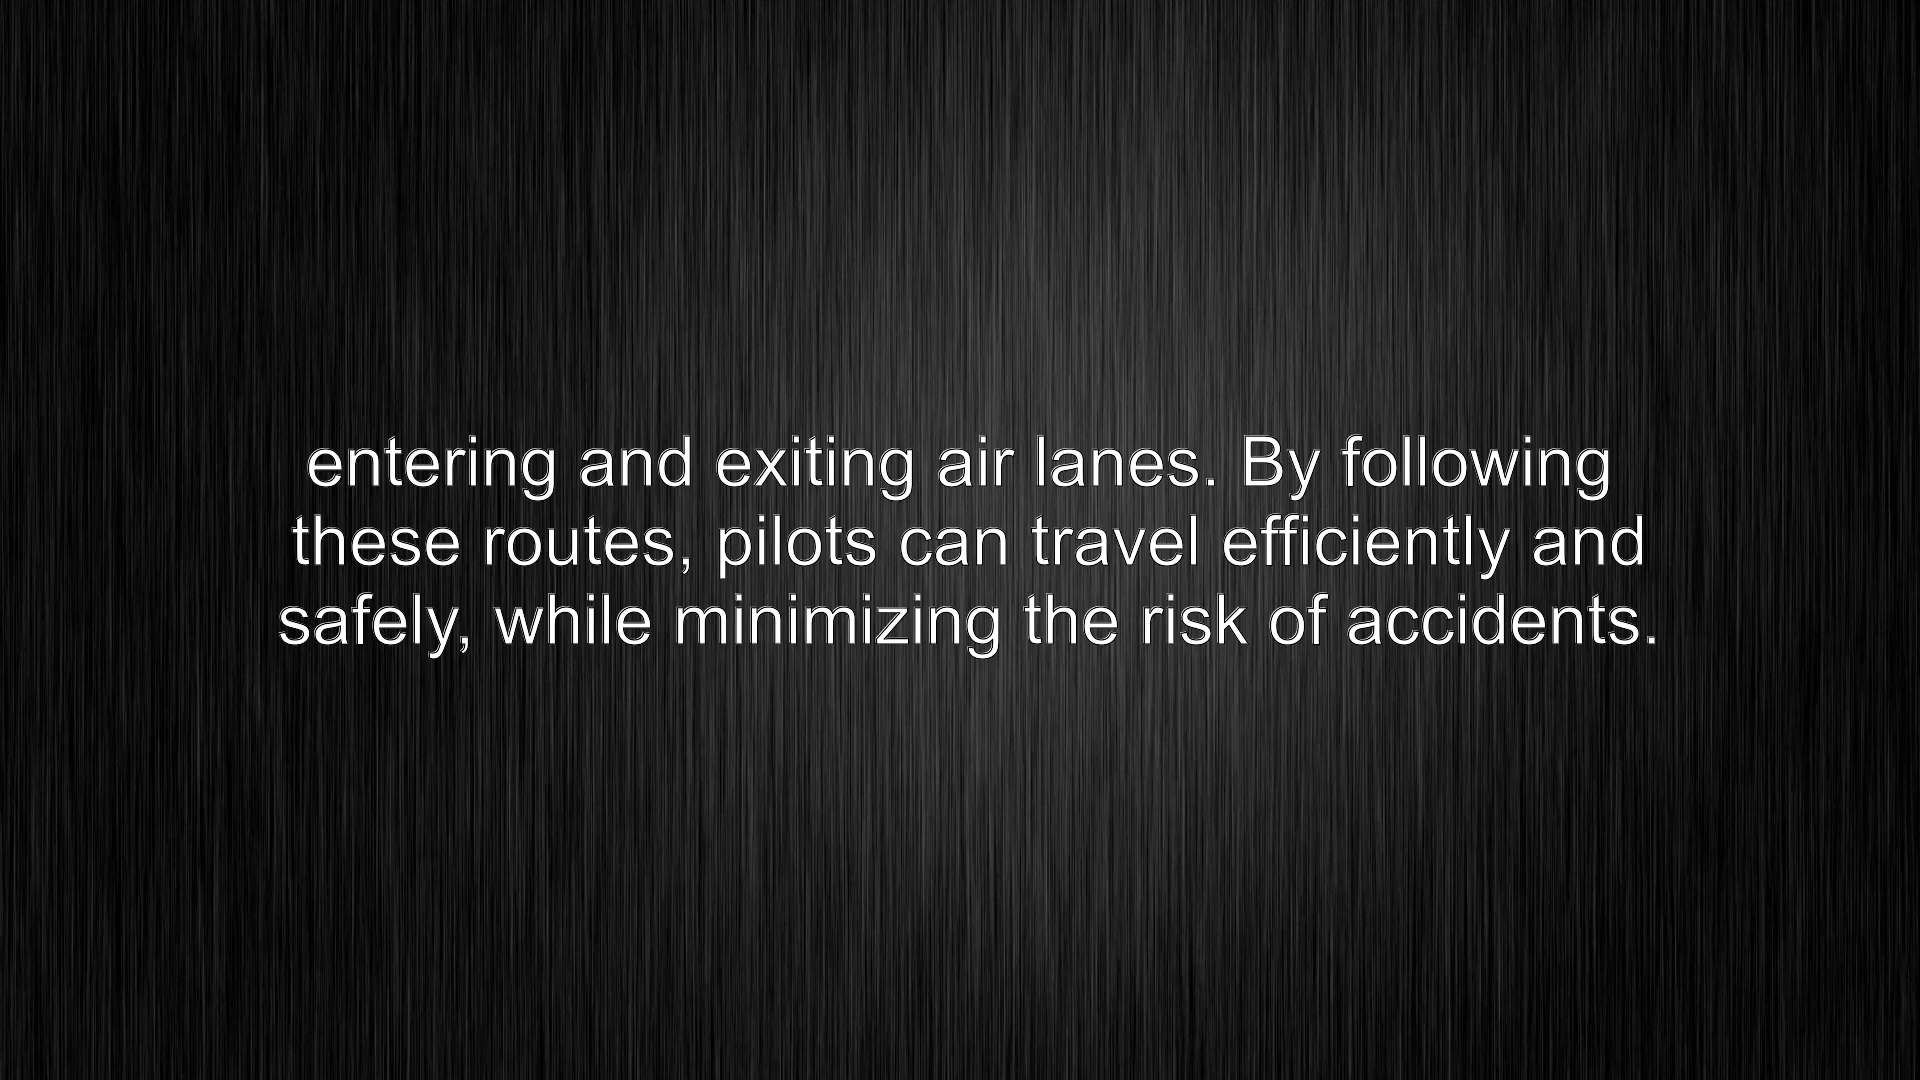 entering and exiting air lanes. By following
these routes, pilots can travel efficiently and
safely, while minimizing the risk of accidents.